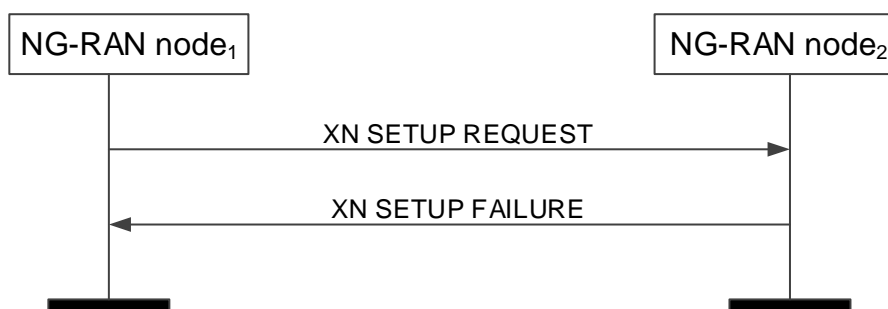 NG-RAN node₁
NG-RAN node₂
XN SETUP REQUEST
XN SETUP FAILURE